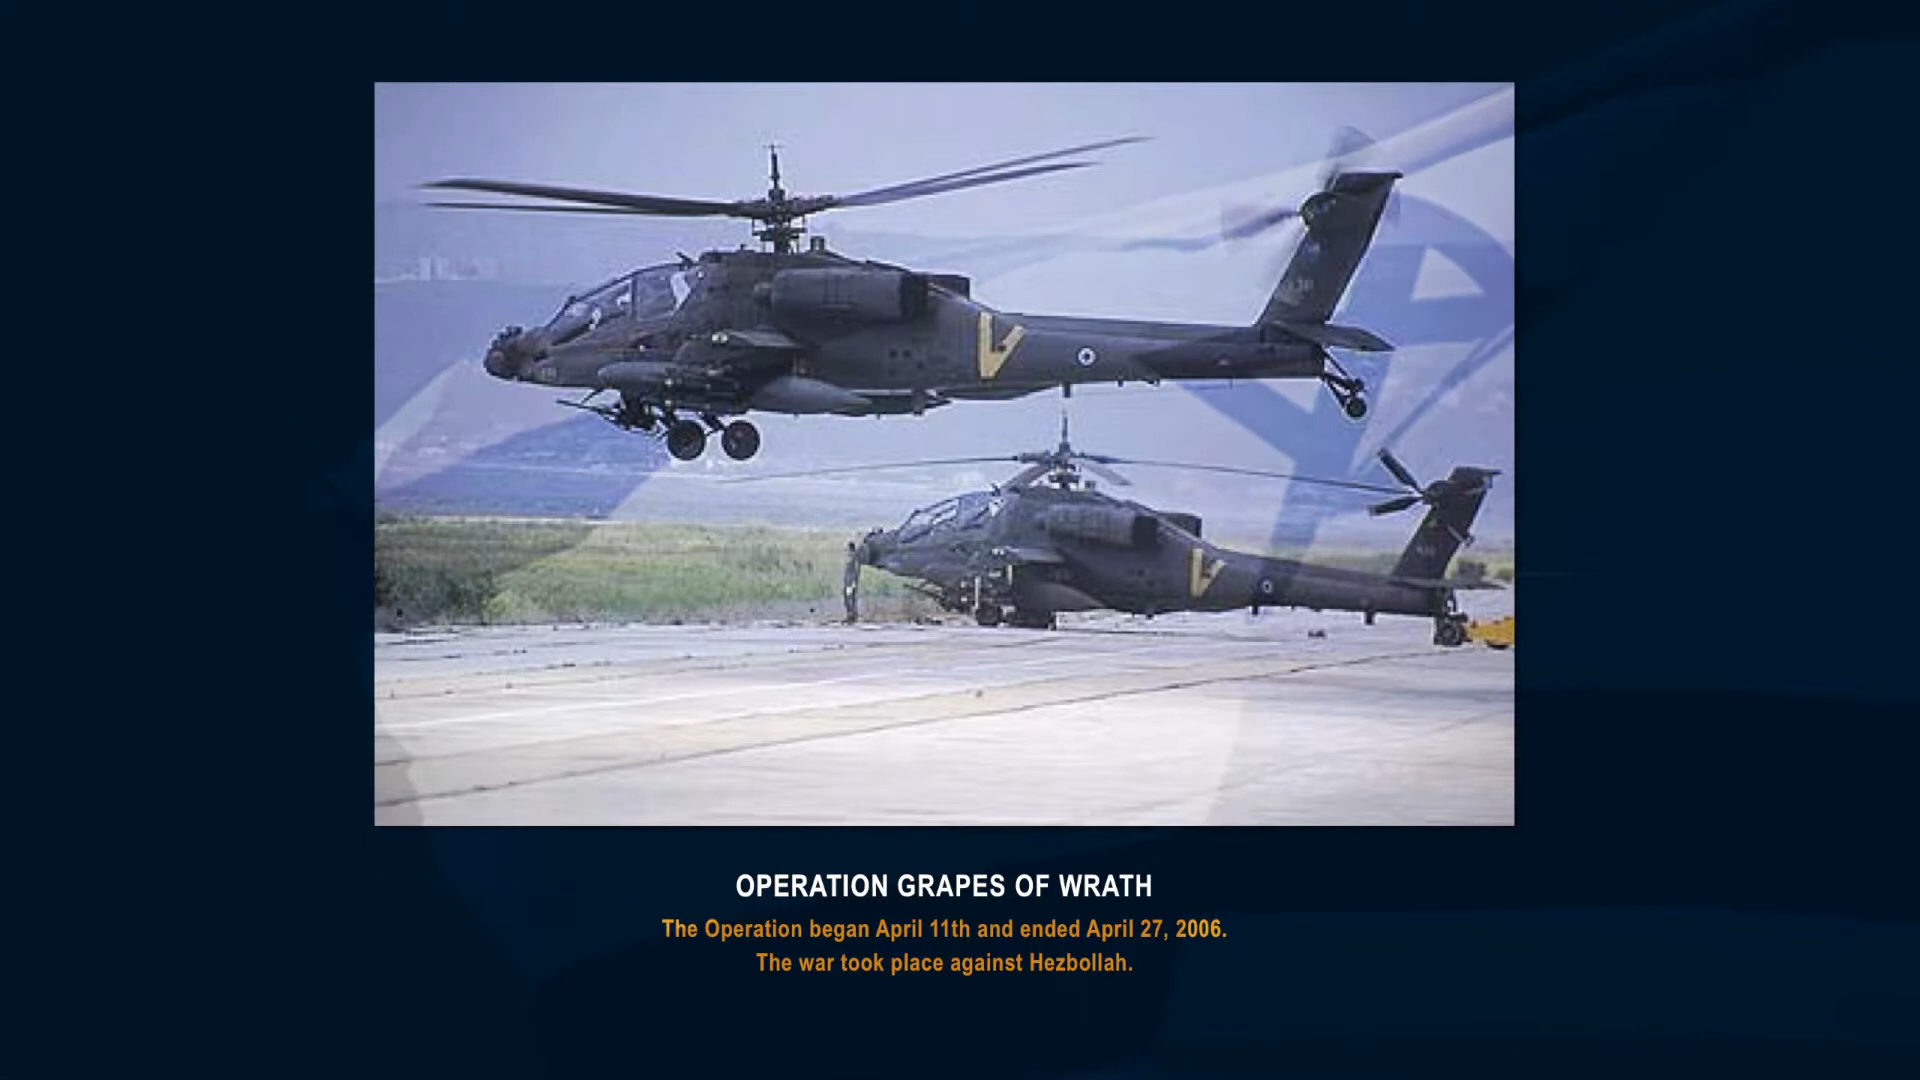 OPERATION GRAPES OF WRATH
The Operation began April 11th and ended April 27, 2006.
The war took place against Hezbollah.